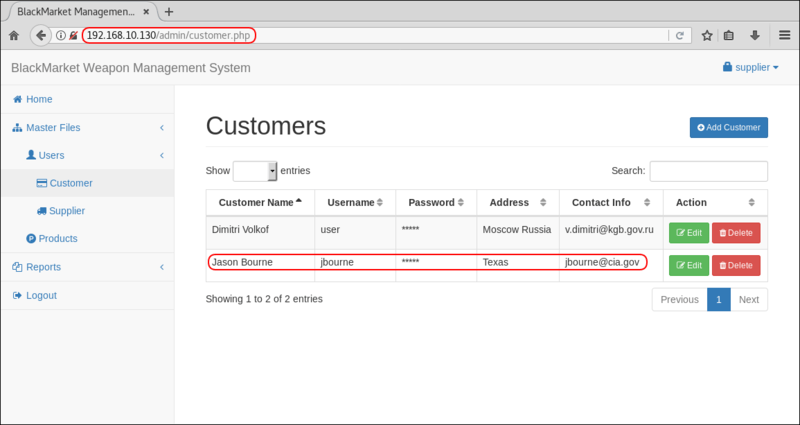 BlackMarket Managemen...
192.168.10.130/admin/customer.php
BlackMarket Weapon Management System
supplier
Home
Master Files
Users
Customer
Supplier
Products
Reports
Logout
Customers
Add Customer
Show entries
Search:
Customer Name Username Password Address Contact Info Action
Dimitri Volkof user ***** Moscow Russia v.dimitri@kgb.gov.ru Edit Delete
Jason Bourne jbourne ***** Texas jbourne@cia.gov Edit Delete
Showing 1 to 2 of 2 entries
Previous 1 Next